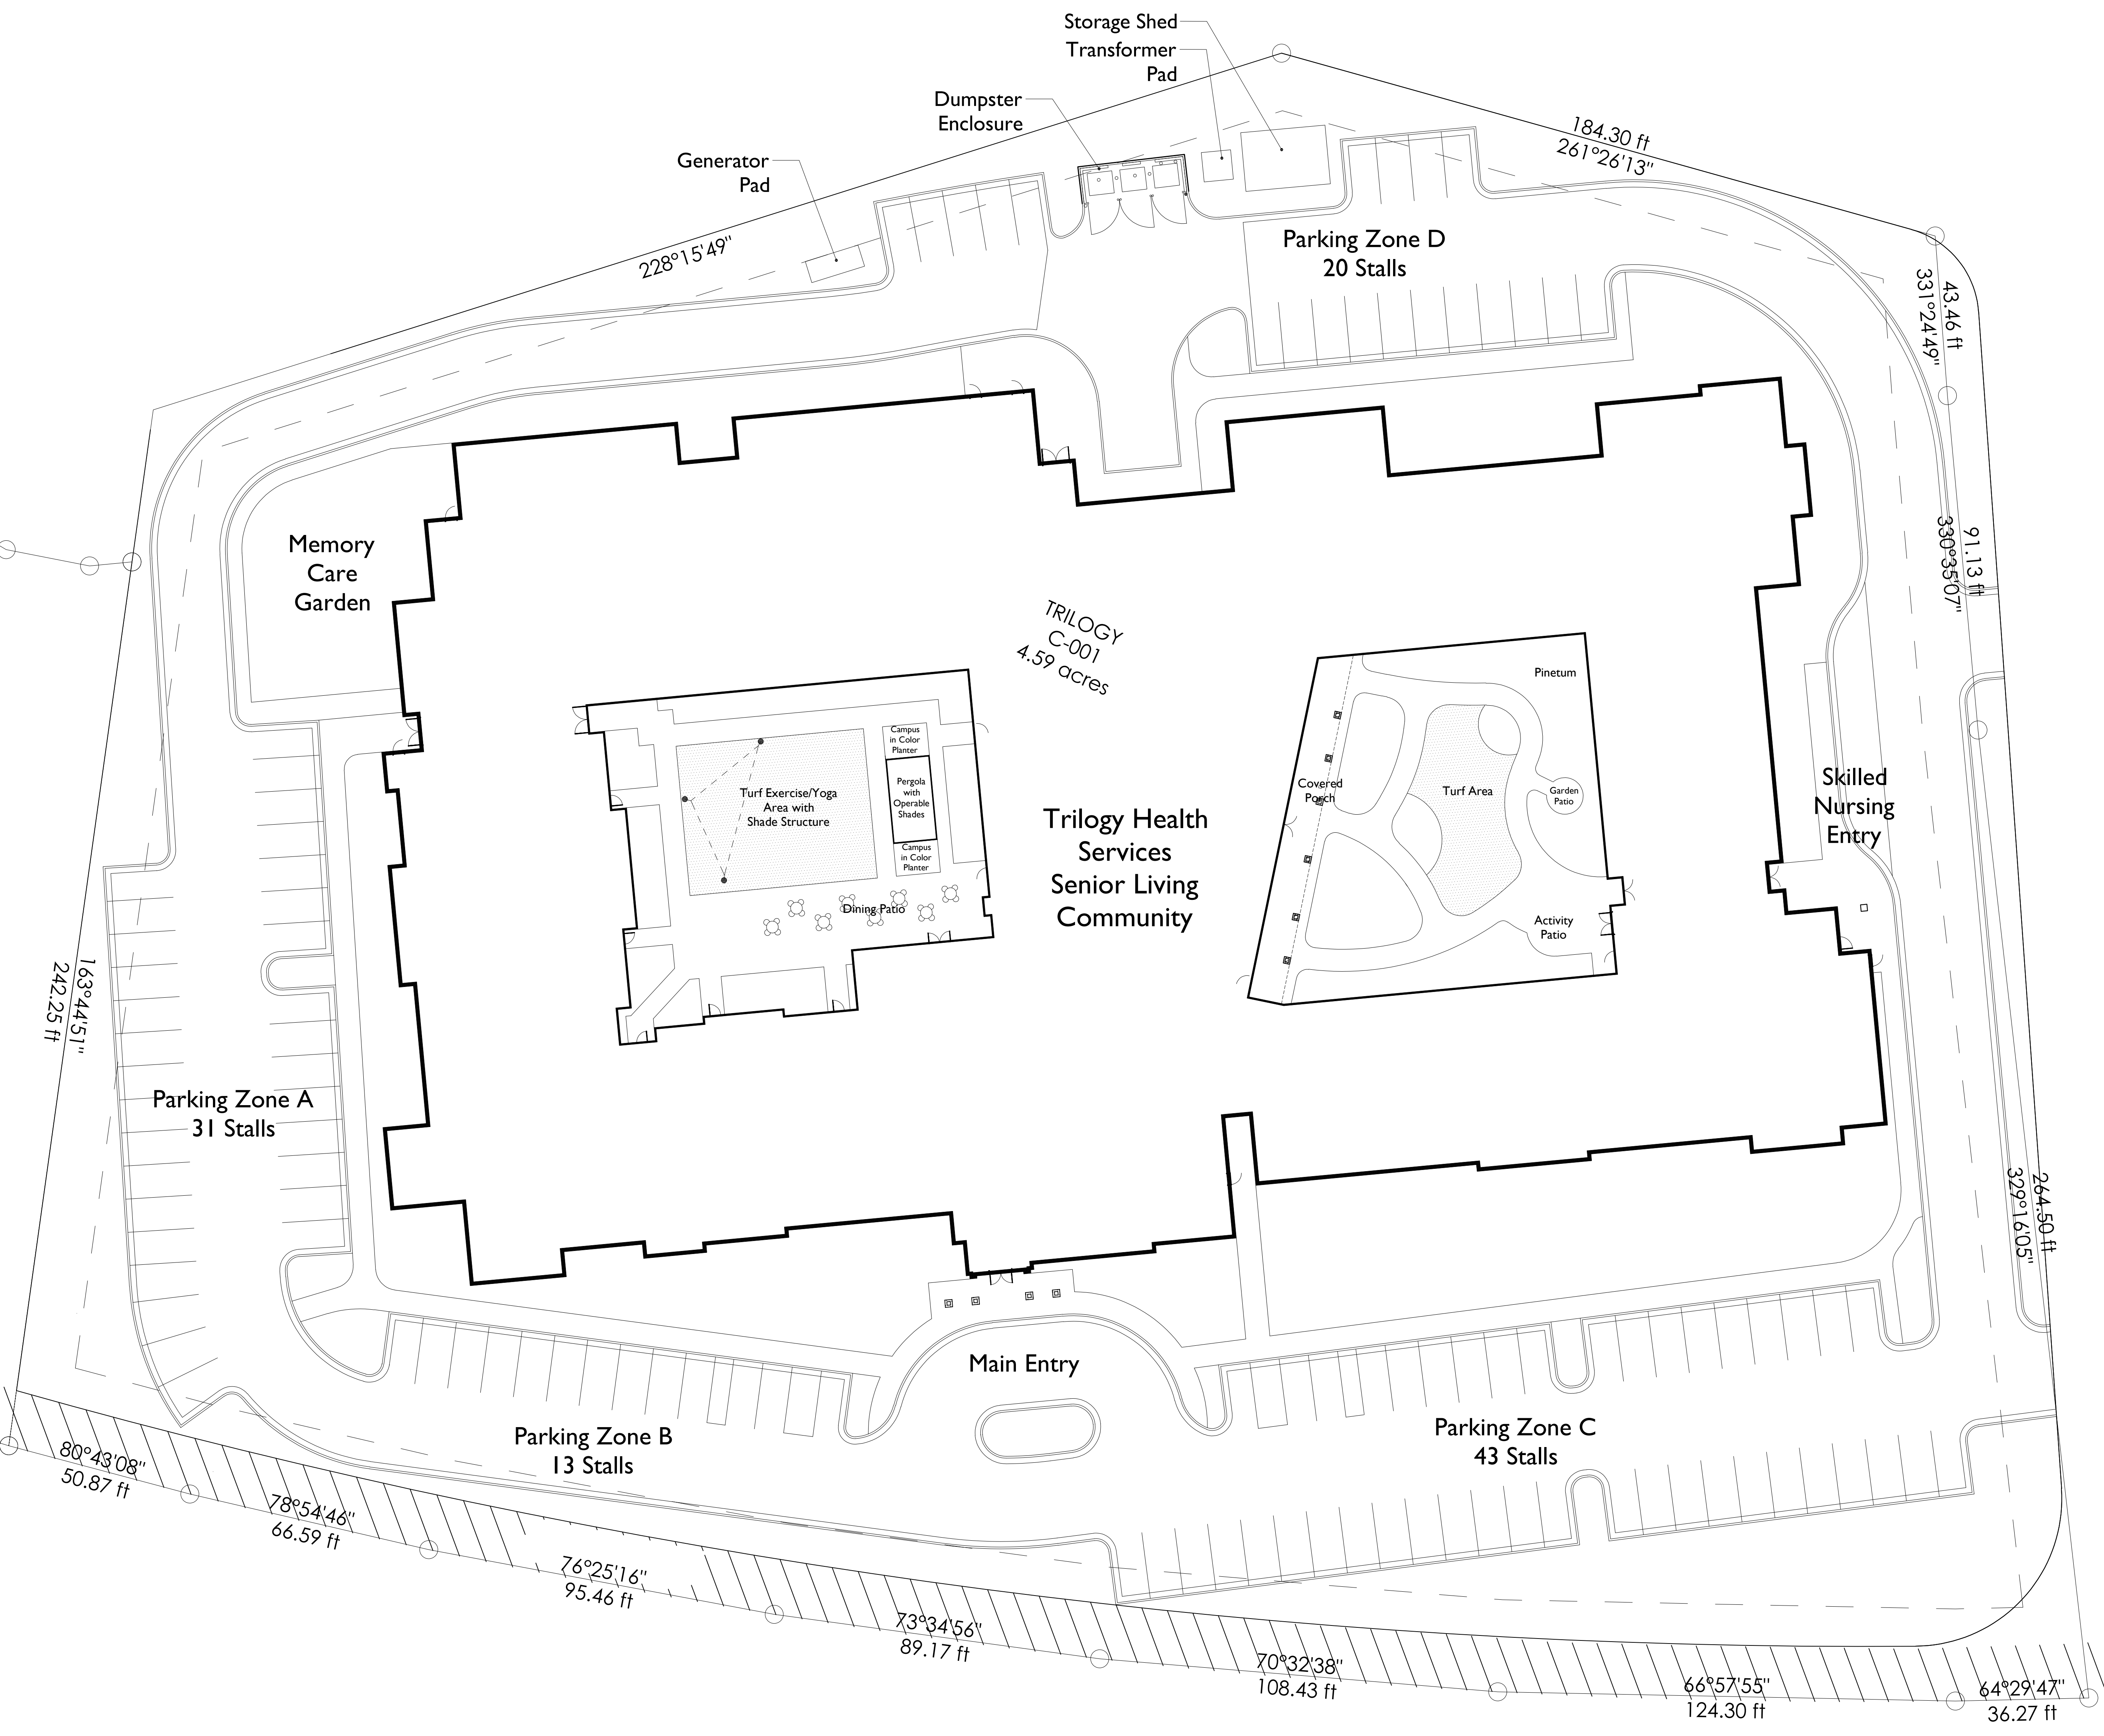 Storage Shed
Transformer
Pad
Dumpster
Enclosure
Generator
Pad
184.30 ft
261°26'13"
228°15'49"
Parking Zone D
20 Stalls
43.46 ft
331°24'49"
91.13 ft
330°35'07"
Memory
Care
Garden
TRILOGY
C-001
4.59 acres
Pinetum
Campus
in Color
Planter
Pergola
with
Operable
Shades
Campus
in Color
Planter
Turf Exercise/Yoga
Area with
Shade Structure
Dining Patio
Covered
Porch
Turf Area
Garden
Patio
Activity
Patio
Skilled
Nursing
Entry
Trilogy Health
Services
Senior Living
Community
163°44'51"
242.25 ft
Parking Zone A
31 Stalls
264.50 ft
329°16'05"
Main Entry
Parking Zone B
13 Stalls
Parking Zone C
43 Stalls
80°43'08"
50.87 ft
78°54'46"
66.59 ft
76°25'16"
95.46 ft
73°34'56"
89.17 ft
70°32'38"
108.43 ft
66°57'55"
124.30 ft
64°29'47"
36.27 ft